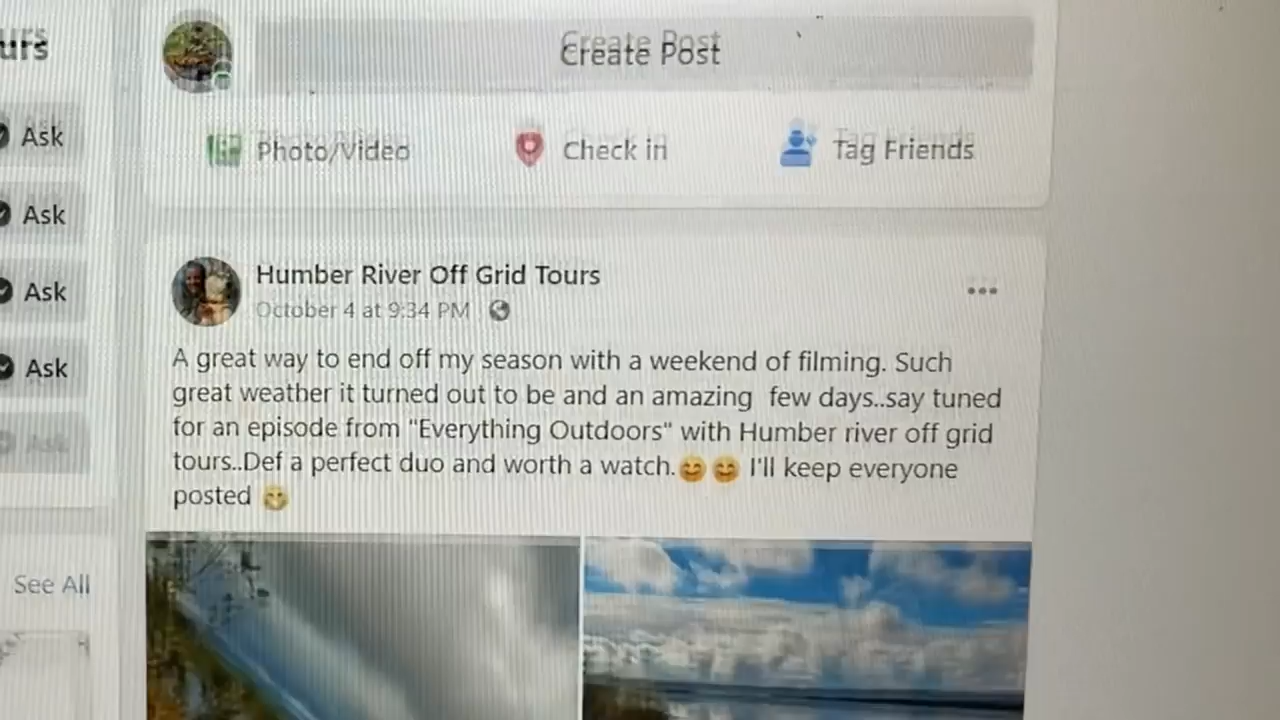 urs
Create Post
Ask
Photo/Video Check in Tag Friends
Ask
Humber River Off Grid Tours
Ask
October 4 at 9:34 PM
A great way to end off my season with a weekend of filming. Such
Ask
great weather it turned out to be and an amazing few days..say tuned
for an episode from "Everything Outdoors" with Humber river off grid
Ask
tours..Def a perfect duo and worth a watch.😊😊 I'll keep everyone
posted 😊
See All